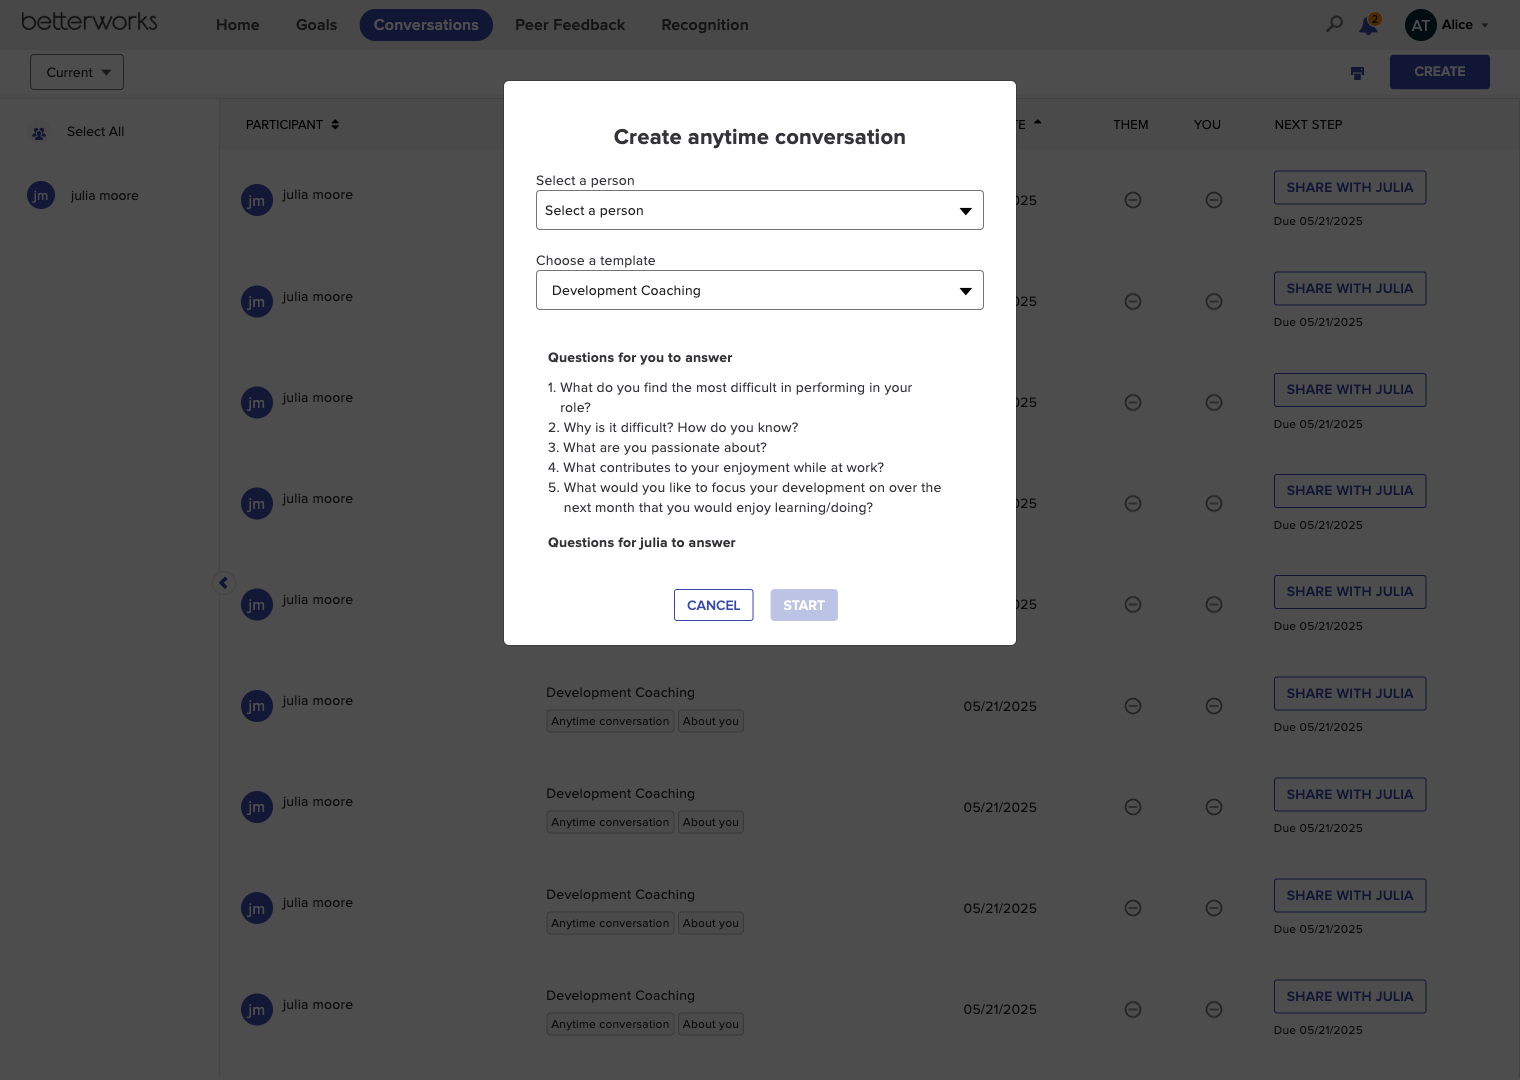 betterworks
Home
Goals
Conversations
Peer Feedback
Recognition
2
AT
Alice
Current
CREATE
Select All
jm
julia moore
PARTICIPANT
THEM
YOU
NEXT STEP
Create anytime conversation
Select a person
Select a person
Choose a template
Development Coaching
Questions for you to answer
1. What do you find the most difficult in performing in your
role?
2. Why is it difficult? How do you know?
3. What are you passionate about?
4. What contributes to your enjoyment while at work?
5. What would you like to focus your development on over the
next month that you would enjoy learning/doing?
Questions for julia to answer
CANCEL
START
jm
julia moore
SHARE WITH JULIA
Due 05/21/2025
jm
julia moore
SHARE WITH JULIA
Due 05/21/2025
jm
julia moore
SHARE WITH JULIA
Due 05/21/2025
jm
julia moore
SHARE WITH JULIA
Due 05/21/2025
jm
julia moore
SHARE WITH JULIA
Due 05/21/2025
jm
julia moore
Development Coaching
Anytime conversation
About you
05/21/2025
SHARE WITH JULIA
Due 05/21/2025
jm
julia moore
Development Coaching
Anytime conversation
About you
05/21/2025
SHARE WITH JULIA
Due 05/21/2025
jm
julia moore
Development Coaching
Anytime conversation
About you
05/21/2025
SHARE WITH JULIA
Due 05/21/2025
jm
julia moore
Development Coaching
Anytime conversation
About you
05/21/2025
SHARE WITH JULIA
Due 05/21/2025